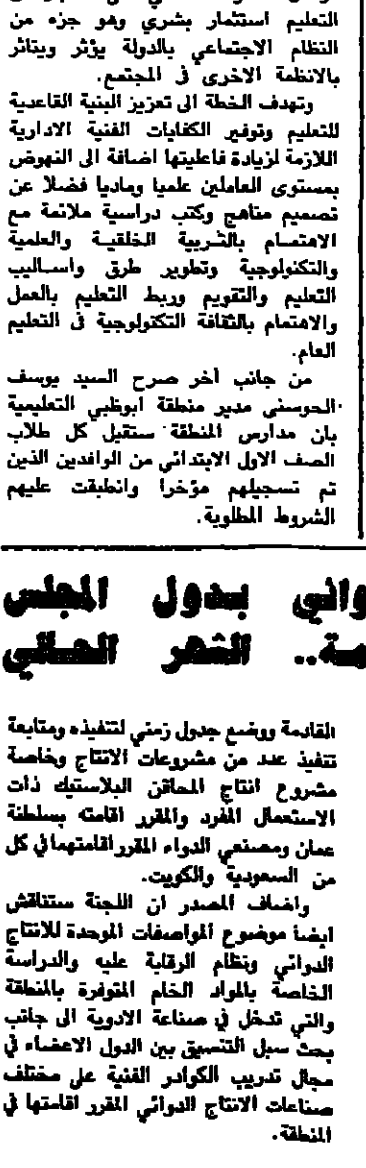 التعليم استثمار بشري وهو جزء من
النظام الاجتماعي بالدولة يؤثر ويتاثر
بالانظمة الاخرى فى المجتمع.
وتهدف الخطة الى تعزيز البنية القاعدية
للتعليم وتوفير الكفايات الفنية الادارية
اللازمة لزيادة فاعليتها اضافة الى النهوض
بمستوى العاملين علميا وماديا فضلا عن
تصميم مناهج وكتب دراسية ملائمة مع
الاهتمام بالتربية الخلقية والعلمية
والتكنولوجية وتطوير طرق واساليب
التعليم والتقويم وربط التعليم بالعمل
والاهتمام بالثقافة التكنولوجية فى التعليم
العام.
من جانب آخر صرح السيد يوسف
الحوسنى مدير منطقة ابوظبي التعليمية
بان مدارس المنطقة ستقبل كل طلاب
الصف الاول الابتدائي من الوافدين الذين
تم تسجيلهم مؤخرا وانطبقت عليهم
الشروط المطلوبة.
وائي بدول المجلس
مة.. الشهر الحالي
القادمة ووضع جدول زمني لتنفيذه ومتابعة
تنفيذ عدد من مشروعات الانتاج وخاصة
مشروع انتاج المحاقن البلاستيك ذات
الاستعمال المفرد والمقرر اقامته بسلطنة
عمان ومصنعي الدواء المقرر اقامتهما في كل
من السعودية والكويت.
واضاف المصدر ان اللجنة ستناقش
ايضا موضوع المواصفات الموحدة للانتاج
الدوائي ونظام الرقابة عليه والدراسة
الخاصة بالمواد الخام المتوفرة بالمنطقة
والتي تدخل في صناعة الادوية الى جانب
بحث سبل التنسيق بين الدول الاعضاء في
مجال تدريب الكوادر الفنية على مختلف
صناعات الانتاج الدوائي المقرر اقامتها في
المنطقة.